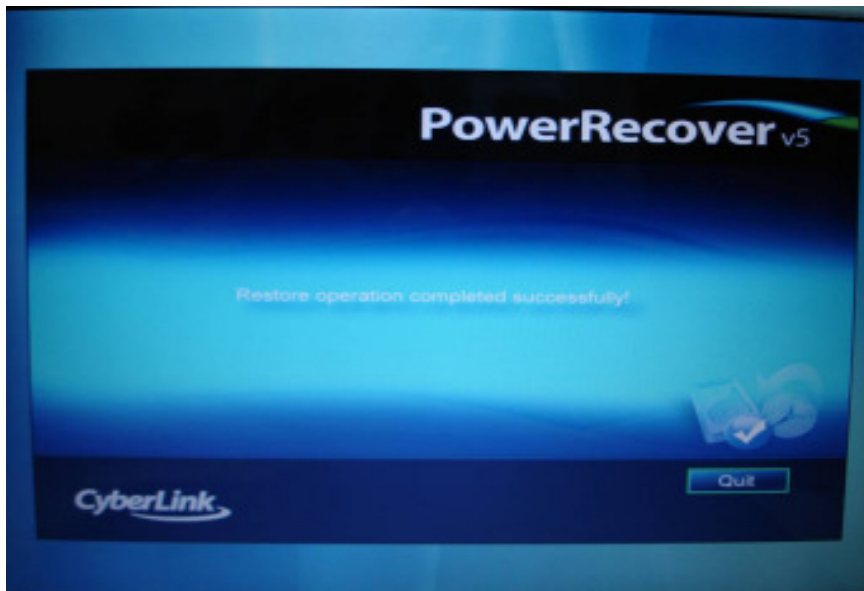 PowerRecover v5
Restore operation completed successfully!
Quit
CyberLink